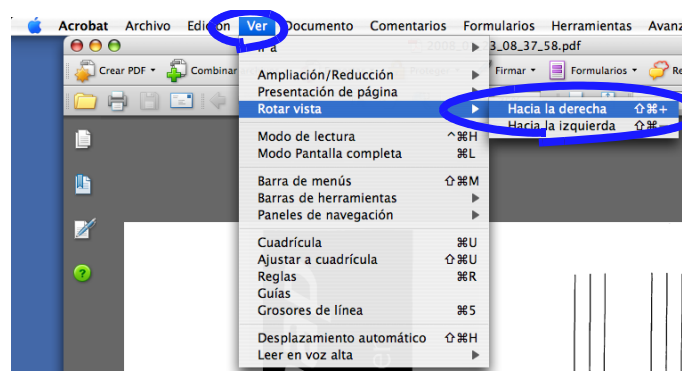 Acrobat Archivo Edición Ver Documento Comentarios Formularios Herramientas Avanz
3_08_37_58.pdf
Crear PDF Combinar Firmar Formularios Re
Ampliación/Reducción
Presentación de página
Rotar vista
Hacia la derecha ⇧⌘+
Hacia la izquierda ⇧⌘-
Modo de lectura ^⌘H
Modo Pantalla completa ⌘L
Barra de menús ⇧⌘M
Barras de herramientas
Paneles de navegación
Cuadrícula ⌘U
Ajustar a cuadrícula ⇧⌘U
Reglas ⌘R
Guías
Grosores de línea ⌘5
Desplazamiento automático ⇧⌘H
Leer en voz alta